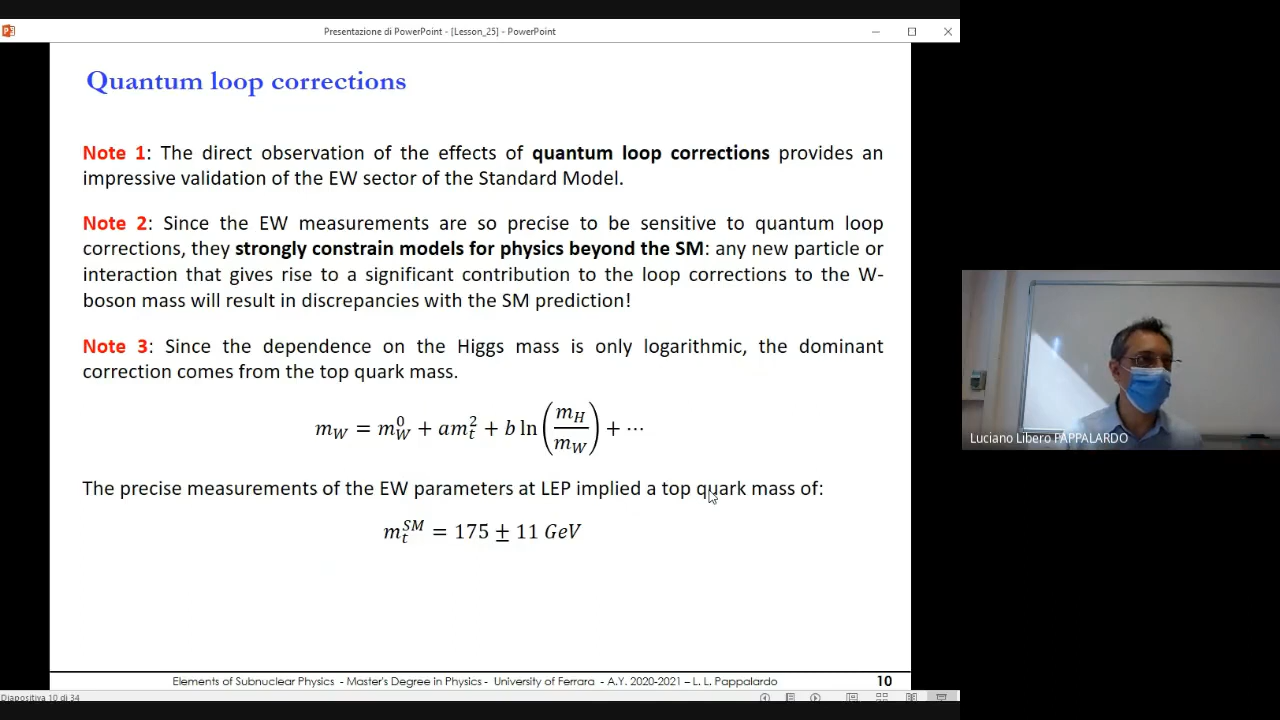 Presentazione di PowerPoint - [Lesson_25] - PowerPoint
Quantum loop corrections
Note 1: The direct observation of the effects of quantum loop corrections provides an
impressive validation of the EW sector of the Standard Model.
Note 2: Since the EW measurements are so precise to be sensitive to quantum loop
corrections, they strongly constrain models for physics beyond the SM: any new particle or
interaction that gives rise to a significant contribution to the loop corrections to the W-
boson mass will result in discrepancies with the SM prediction!
Note 3: Since the dependence on the Higgs mass is only logarithmic, the dominant
correction comes from the top quark mass.
m_W = m_W^0 + am_t^2 + b ln(m_H/m_W) + ⋯
The precise measurements of the EW parameters at LEP implied a top quark mass of:
m_t^{SM} = 175 ± 11 GeV
Luciano Libero PAPPALARDO
Elements of Subnuclear Physics - Master's Degree in Physics - University of Ferrara - A.Y. 2020-2021 – L. L. Pappalardo
10
Diapositiva 10 di 34